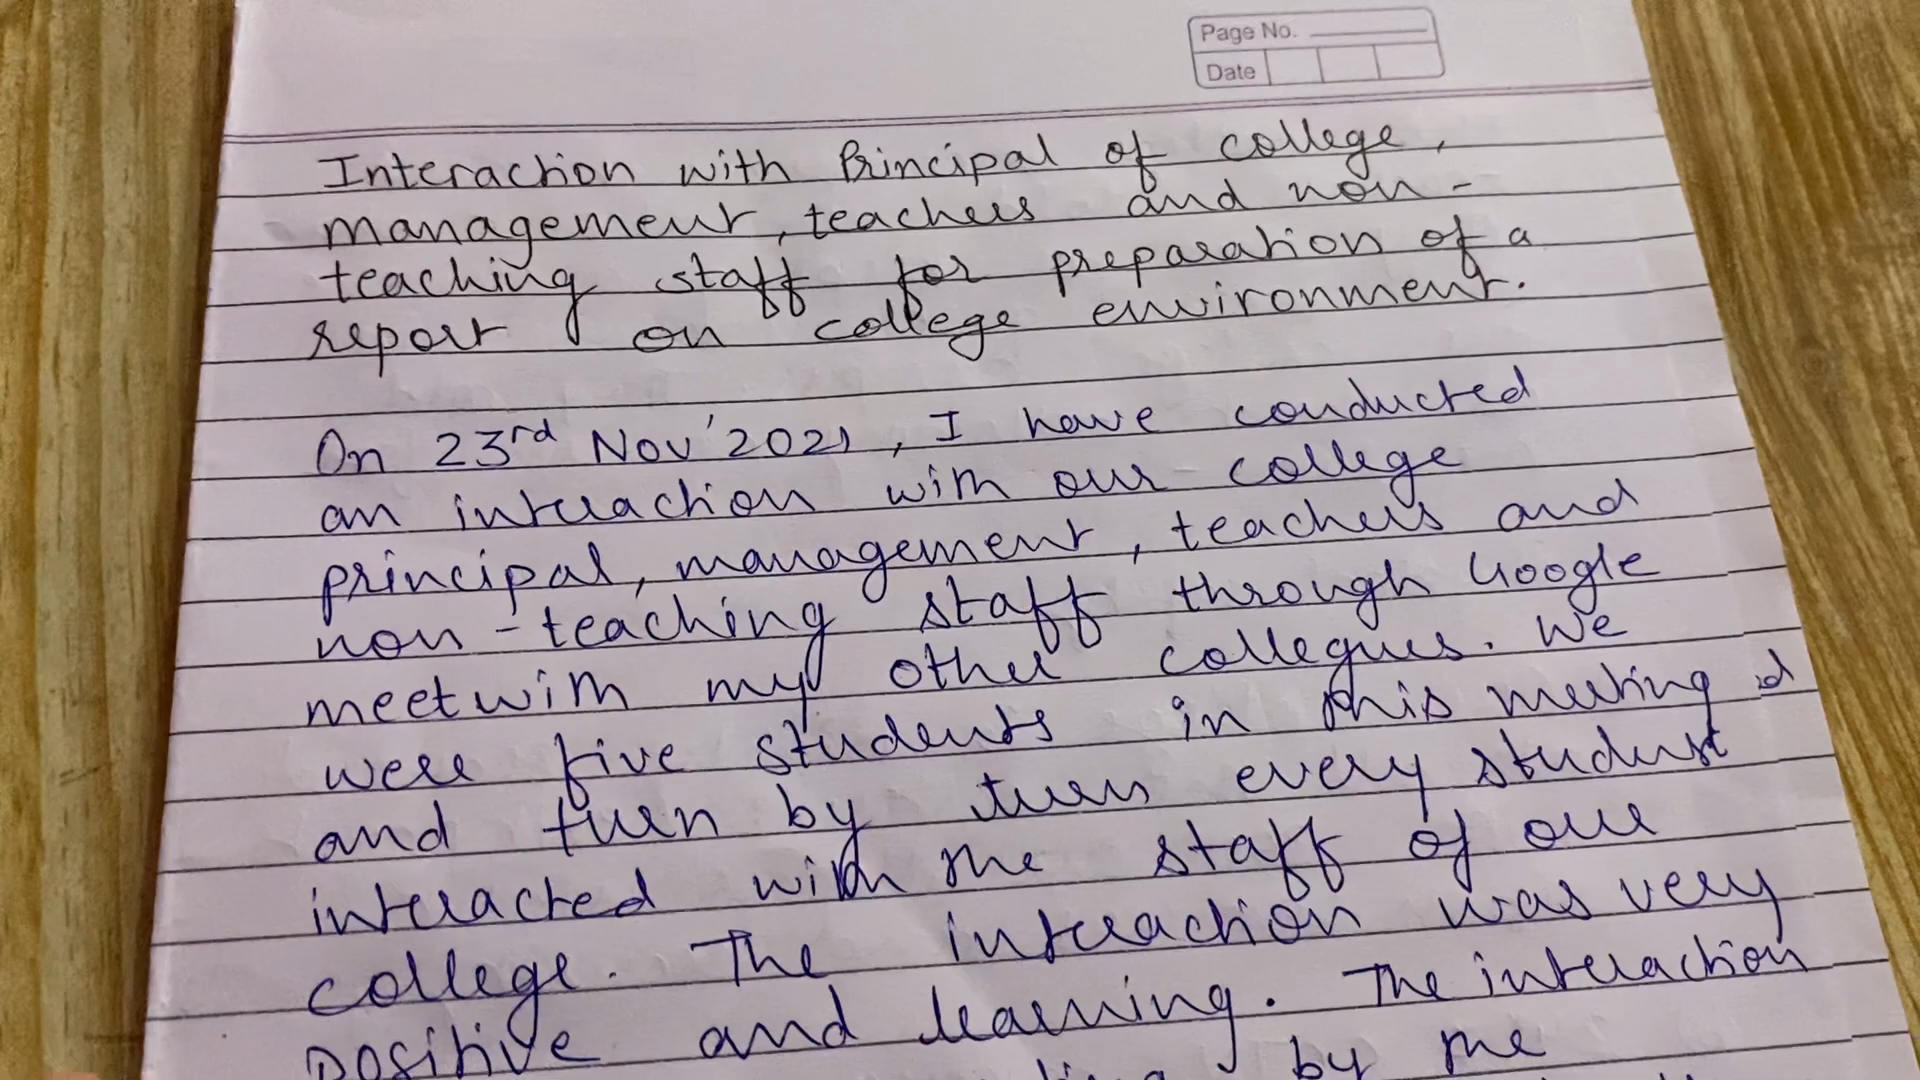 Page No.
Date
Interaction with Principal of college,
management, teachers and non-
teaching staff for preparation of a
report on college environment.
On 23rd Nov'2021, I have conducted
an interaction with our college
principal, management, teachers and
non-teaching staff through Google
meet with my other collegues. We
were five students in this meeting
and turn by turn every student
interacted with the staff of our
college. The interaction was very
positive and learning. The interaction
by the